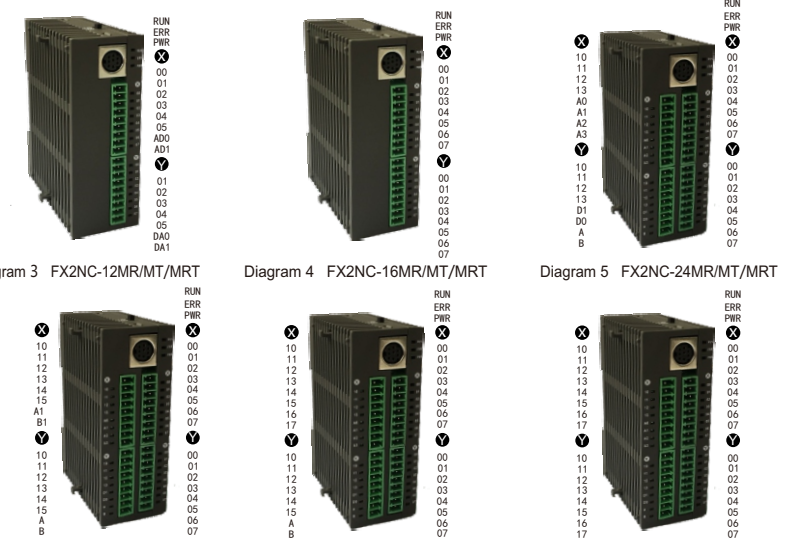 RUN
ERR
PWR
X
00
01
02
03
04
05
AD0
AD1
Y
01
02
03
04
05
DA0
DA1
RUN
ERR
PWR
X
00
01
02
03
04
05
06
07
Y
00
01
02
03
04
05
06
07
X
10
11
12
13
A0
A1
A2
A3
Y
10
11
12
13
D1
D0
A
B
RUN
ERR
PWR
X
00
01
02
03
04
05
06
07
Y
00
01
02
03
04
05
06
07
gram 3 FX2NC-12MR/MT/MRT
Diagram 4 FX2NC-16MR/MT/MRT
Diagram 5 FX2NC-24MR/MT/MRT
X
10
11
12
13
14
15
A1
B1
Y
10
11
12
13
14
15
A
B
RUN
ERR
PWR
X
00
01
02
03
04
05
06
07
Y
00
01
02
03
04
05
06
07
X
10
11
12
13
14
15
16
17
Y
10
11
12
13
14
15
A
B
RUN
ERR
PWR
X
00
01
02
03
04
05
06
07
Y
00
01
02
03
04
05
06
07
X
10
11
12
13
14
15
16
17
Y
10
11
12
13
14
15
16
17
RUN
ERR
PWR
X
00
01
02
03
04
05
06
07
Y
00
01
02
03
04
05
06
07